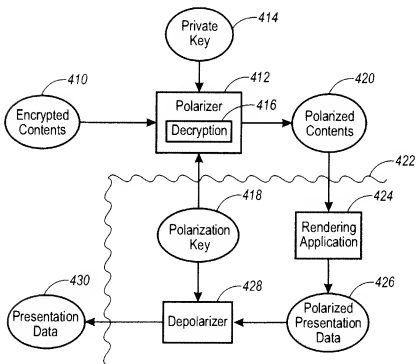 Private
Key
414
410
412
420
Encrypted
Contents
Polarizer
416
Decryption
Polarized
Contents
422
424
418
Polarization
Key
Rendering
Application
430
428
426
Presentation
Data
Depolarizer
Polarized
Presentation
Data